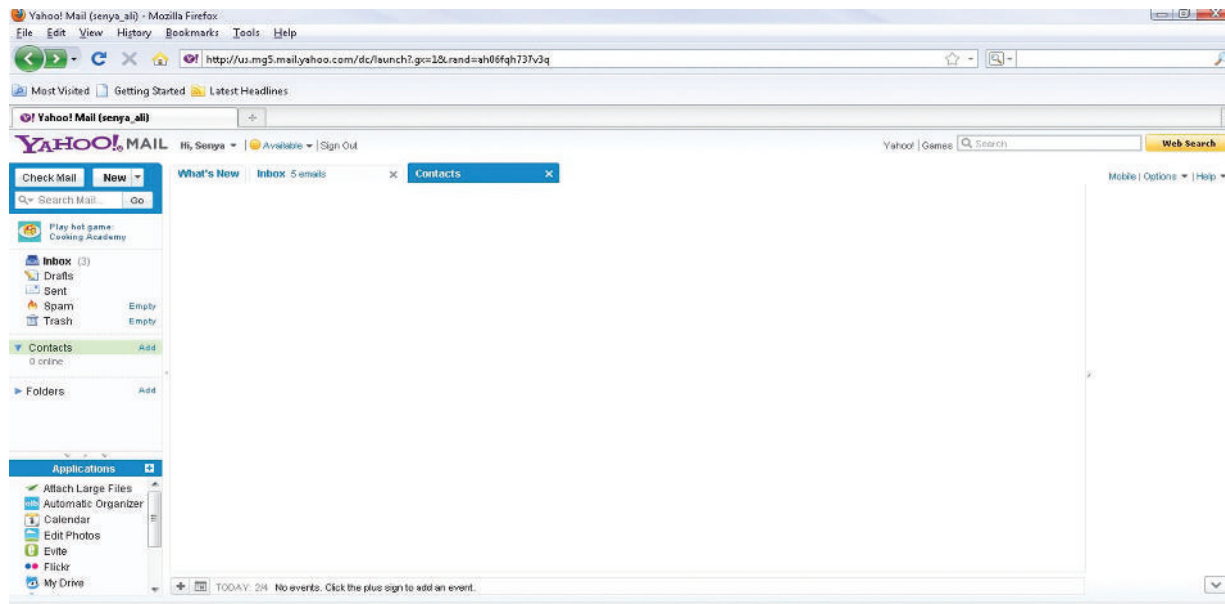 Yahoo! Mail (senya_ali) - Mozilla Firefox
File Edit View History Bookmarks Tools Help
http://us.mg5.mail.yahoo.com/dc/launch?.gx=1&.rand=ah06fqh737v3q
Most Visited Getting Started Latest Headlines
Yahoo! Mail (senya_ali)
YAHOO! MAIL Hi, Senya | Available | Sign Out Yahoo! | Games Search Web Search
Check Mail New What's New Inbox 5 emails Contacts Mobile | Options | Help
Search Mail... Go
Play hot game:
Cooking Academy
Inbox (3)
Drafts
Sent
Spam Empty
Trash Empty
Contacts Add
0 online
Folders Add
Applications
Attach Large Files
Automatic Organizer
Calendar
Edit Photos
Evite
Flickr
My Drive
TODAY: 2/4 No events. Click the plus sign to add an event.